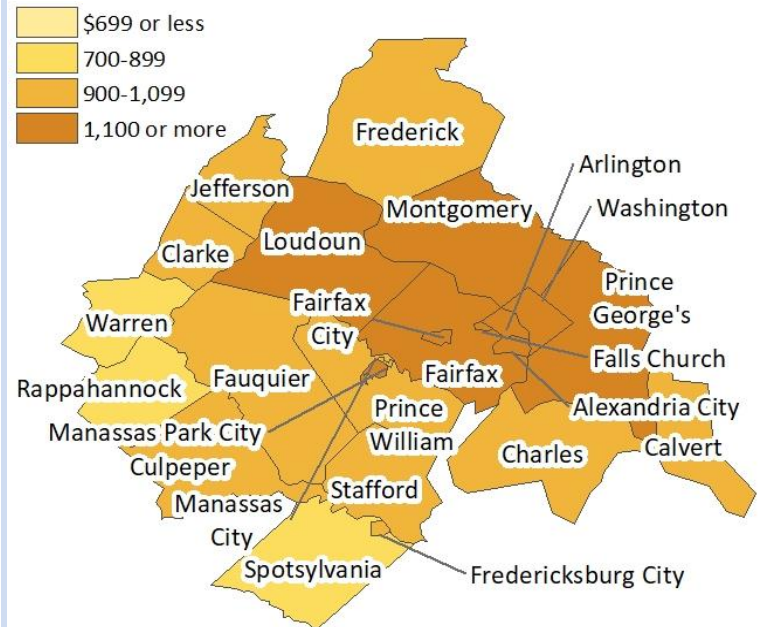 $699 or less
700-899
900-1,099
1,100 or more
Frederick
Arlington
Jefferson
Montgomery
Washington
Loudoun
Clarke
Prince
George's
Fairfax
City
Warren
Falls Church
Fairfax
Rappahannock
Fauquier
Prince
William
Alexandria City
Manassas Park City
Charles
Calvert
Culpeper
Stafford
Manassas
City
Spotsylvania
Fredericksburg City